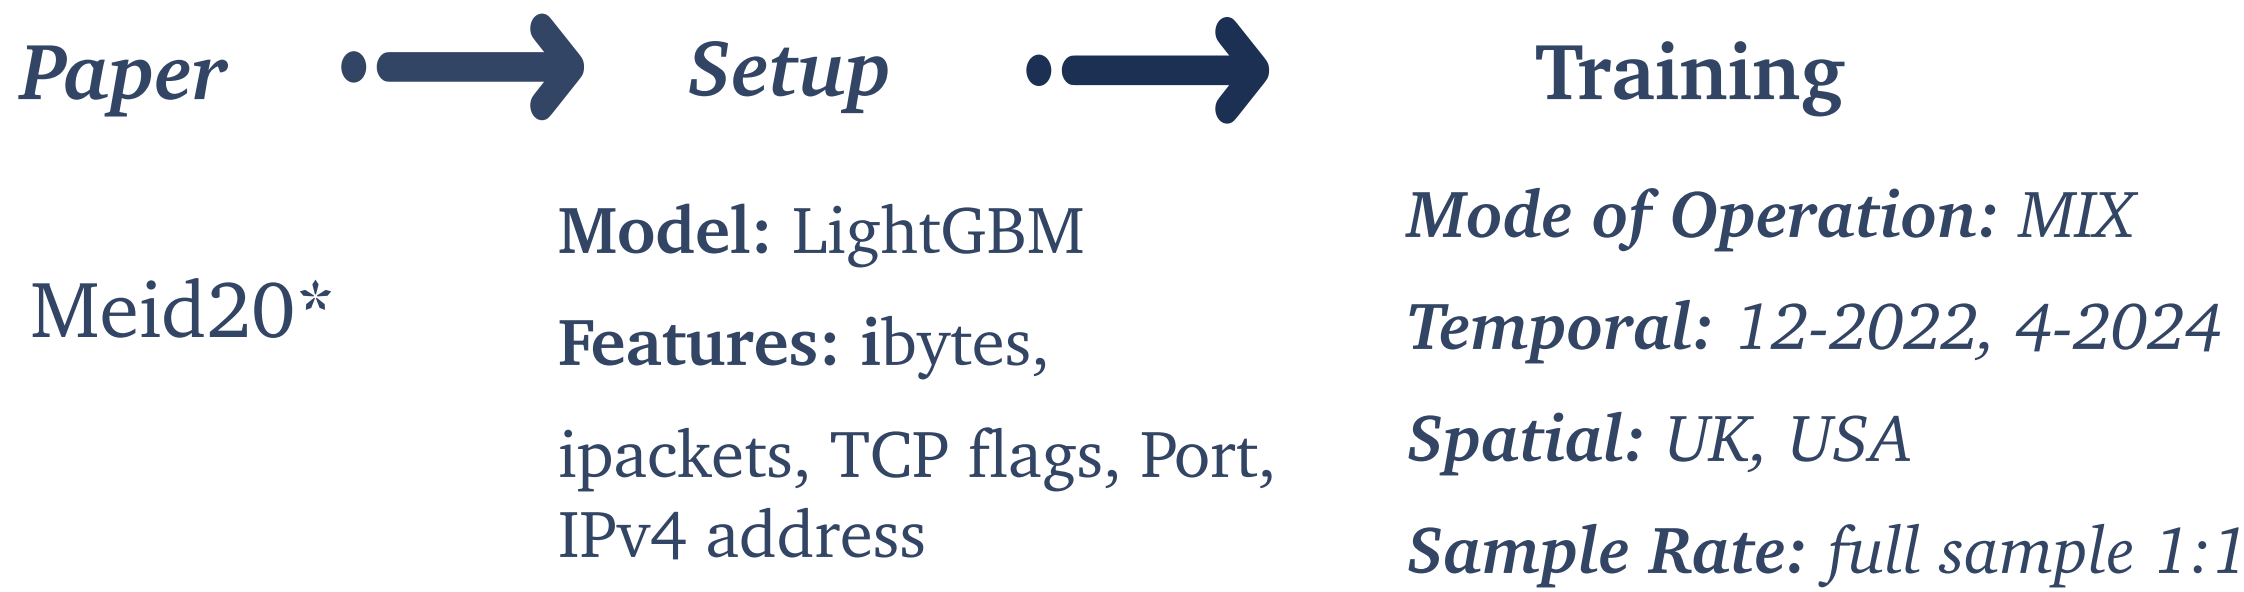 Paper
Setup
Training
Meid20*
Model: LightGBM
Features: ibytes,
ipackets, TCP flags, Port,
IPv4 address
Mode of Operation: MIX
Temporal: 12-2022, 4-2024
Spatial: UK, USA
Sample Rate: full sample 1:1